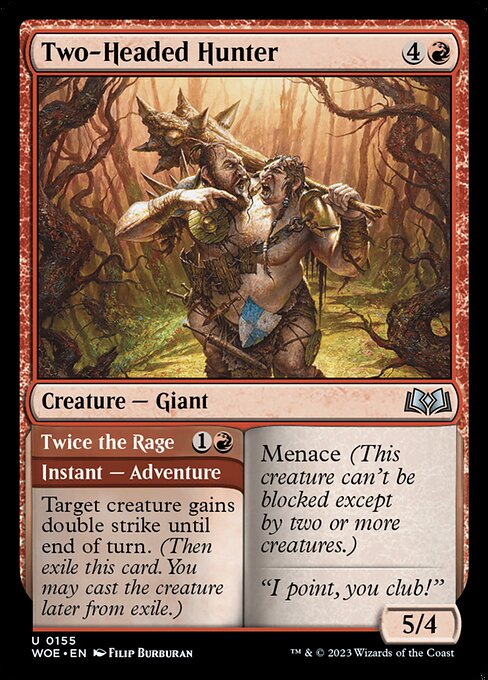 Two-Headed Hunter 4
Creature — Giant
Twice the Rage 1
Instant — Adventure
Target creature gains
double strike until
end of turn. (Then
exile this card. You
may cast the creature
later from exile.)
Menace (This
creature can't be
blocked except
by two or more
creatures.)
“I point, you club!”
5/4
U 0155
WOE • EN Filip Burburan
™ & © 2023 Wizards of the Coast